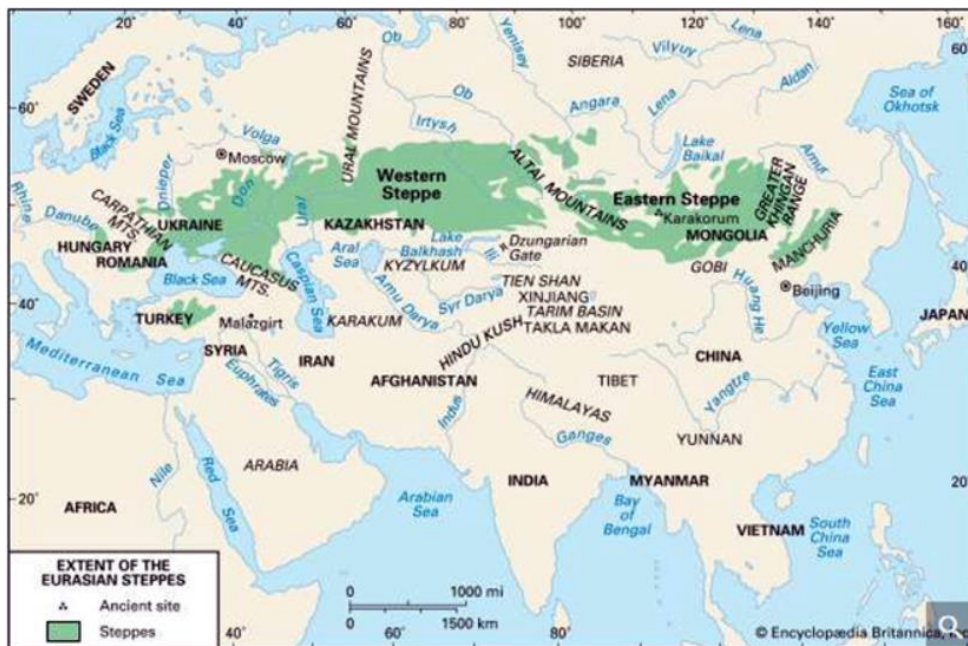 20°
40°
60°
80°
100°
120°
140°
160°
Ob
Yenisey
Lena
Vilyuy
SIBERIA
60
SWEDEN
Ob
Aldan
Lena
Sea of
Okhotsk
60°
Black Sea
Volga
Irtysh
Angara
URAL MOUNTAINS
Moscow
Lake
Baikal
Amur
Rhine
Dnieper
Don
Western
Steppe
ALTAI MOUNTAINS
Eastern Steppe
GREATER
KHINGAN
RANGE
Karakorum
Danube
CARPATHIAN
MTS.
UKRAINE
Ural
KAZAKHSTAN
MONGOLIA
MANCHURIA
HUNGARY
ROMANIA
Aral
Sea
Lake
Balkhash
Ili
Dzungarian
Gate
KYZYLKUM
GOBI
Black Sea
CAUCASUS
MTS.
Caspian Sea
Amu Darya
Syr Darya
TIEN SHAN
XINJIANG
TARIM BASIN
TAKLA MAKAN
Huang He
Beijing
40°
40
TURKEY
Malazgirt
KARAKUM
JAPAN
Mediterranean Sea
SYRIA
Tigris
Euphrates
IRAN
HINDU KUSH
AFGHANISTAN
CHINA
Yellow
Sea
TIBET
East
China
Sea
Indus
HIMALAYAS
Yangtre
Ganges
YUNNAN
Nile
Red
Sea
ARABIA
20°
AFRICA
Arabian
Sea
INDIA
MYANMAR
Bay
of
Bengal
20
VIETNAM
South
China
Sea
EXTENT OF THE
EURASIAN STEPPES
Ancient site
Steppes
0 1000 mi
0 1500 km
40°
60°
80°
© Encyclopædia Britannica,